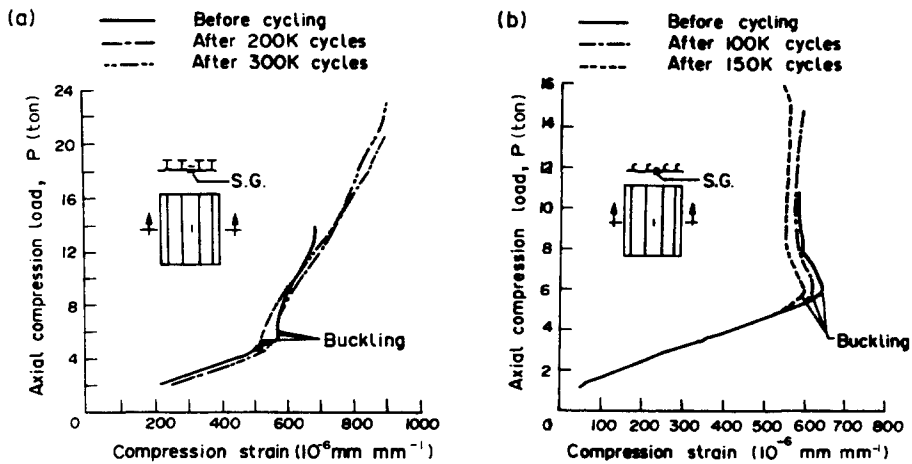 (a)
Before cycling
After 200K cycles
After 300K cycles
24
20
16
12
8
4
0
200
400
600
800
1000
Axial compression load, P (ton)
Compression strain (10⁻⁶ mm mm⁻¹)
S.G.
Buckling
(b)
Before cycling
After 100K cycles
After 150K cycles
16
14
12
10
8
6
4
2
0
100
200
300
400
500
600
700
800
Axial compression load, P (ton)
Compression strain (10⁻⁶ mm mm⁻¹)
S.G.
Buckling